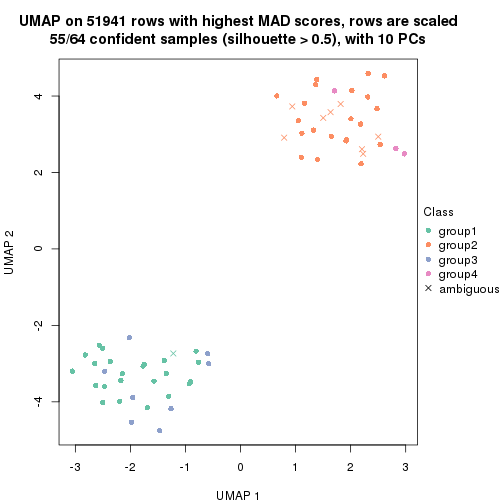 UMAP on 51941 rows with highest MAD scores, rows are scaled
55/64 confident samples (silhouette > 0.5), with 10 PCs
4
2
0
-2
-4
UMAP 2
-3
-2
-1
0
1
2
3
UMAP 1
Class
group1
group2
group3
group4
ambiguous